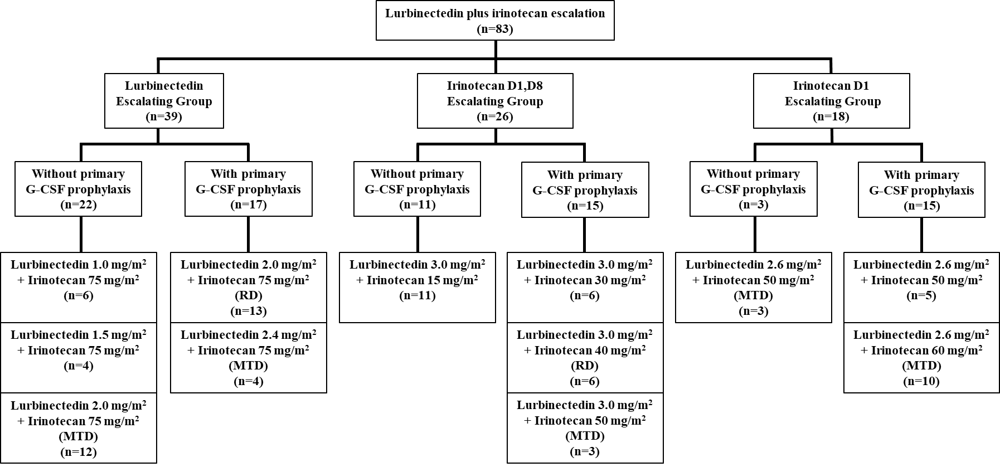 Lurbinectedin plus irinotecan escalation
(n=83)
Lurbinectedin
Escalating Group
(n=39)
Irinotecan D1,D8
Escalating Group
(n=26)
Irinotecan D1
Escalating Group
(n=18)
Without primary
G-CSF prophylaxis
(n=22)
With primary
G-CSF prophylaxis
(n=17)
Without primary
G-CSF prophylaxis
(n=11)
With primary
G-CSF prophylaxis
(n=15)
Without primary
G-CSF prophylaxis
(n=3)
With primary
G-CSF prophylaxis
(n=15)
Lurbinectedin 1.0 mg/m²
+ Irinotecan 75 mg/m²
(n=6)
Lurbinectedin 1.5 mg/m²
+ Irinotecan 75 mg/m²
(n=4)
Lurbinectedin 2.0 mg/m²
+ Irinotecan 75 mg/m²
(MTD)
(n=12)
Lurbinectedin 2.0 mg/m²
+ Irinotecan 75 mg/m²
(RD)
(n=13)
Lurbinectedin 2.4 mg/m²
+ Irinotecan 75 mg/m²
(MTD)
(n=4)
Lurbinectedin 3.0 mg/m²
+ Irinotecan 15 mg/m²
(n=11)
Lurbinectedin 3.0 mg/m²
+ Irinotecan 30 mg/m²
(n=6)
Lurbinectedin 3.0 mg/m²
+ Irinotecan 40 mg/m²
(RD)
(n=6)
Lurbinectedin 3.0 mg/m²
+ Irinotecan 50 mg/m²
(MTD)
(n=3)
Lurbinectedin 2.6 mg/m²
+ Irinotecan 50 mg/m²
(MTD)
(n=3)
Lurbinectedin 2.6 mg/m²
+ Irinotecan 50 mg/m²
(n=5)
Lurbinectedin 2.6 mg/m²
+ Irinotecan 60 mg/m²
(MTD)
(n=10)